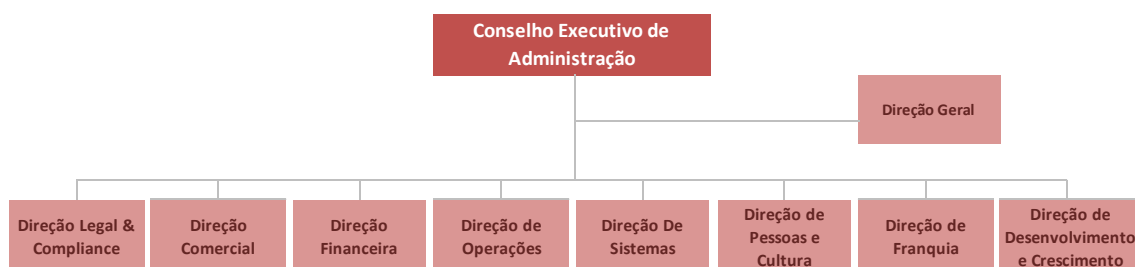 Conselho Executivo de
Administração
Direção Geral
Direção Legal &
Compliance
Direção
Comercial
Direção
Financeira
Direção de
Operações
Direção De
Sistemas
Direção de
Pessoas e
Cultura
Direção de
Franquia
Direção de
Desenvolvimento
e Crescimento